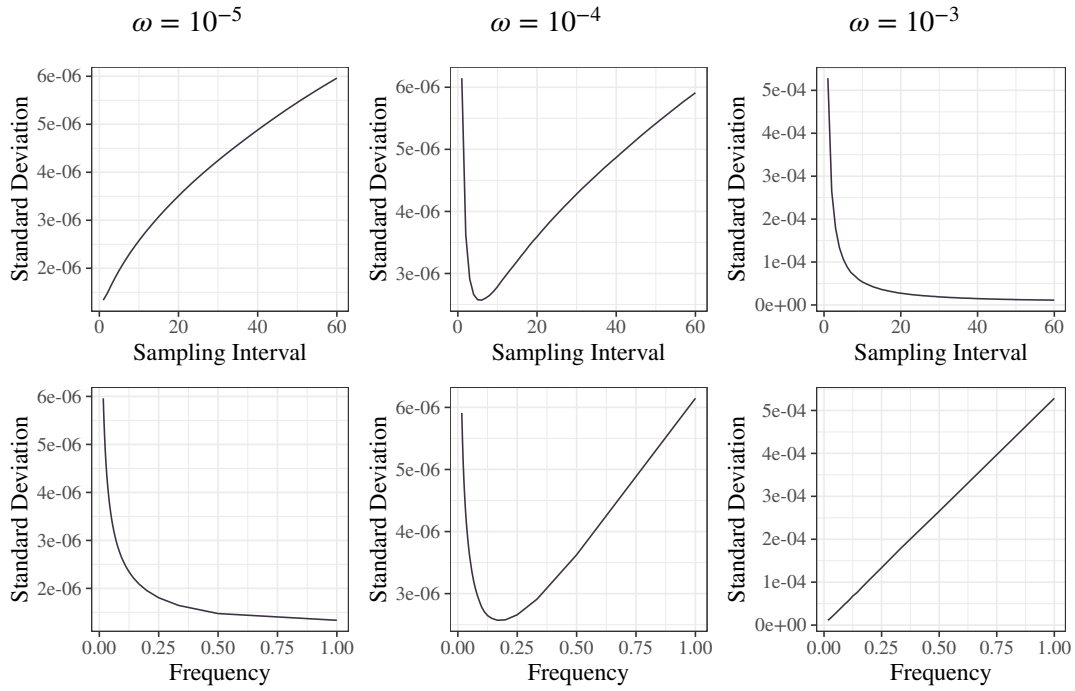 ω = 10⁻⁵ ω = 10⁻⁴ ω = 10⁻³
Standard Deviation
6e-06
5e-06
4e-06
3e-06
2e-06
0 20 40 60
Sampling Interval
Standard Deviation
6e-06
5e-06
4e-06
3e-06
0 20 40 60
Sampling Interval
Standard Deviation
5e-04
4e-04
3e-04
2e-04
1e-04
0e+00
0 20 40 60
Sampling Interval
Standard Deviation
6e-06
5e-06
4e-06
3e-06
2e-06
0.00 0.25 0.50 0.75 1.00
Frequency
Standard Deviation
6e-06
5e-06
4e-06
3e-06
0.00 0.25 0.50 0.75 1.00
Frequency
Standard Deviation
5e-04
4e-04
3e-04
2e-04
1e-04
0e+00
0.00 0.25 0.50 0.75 1.00
Frequency